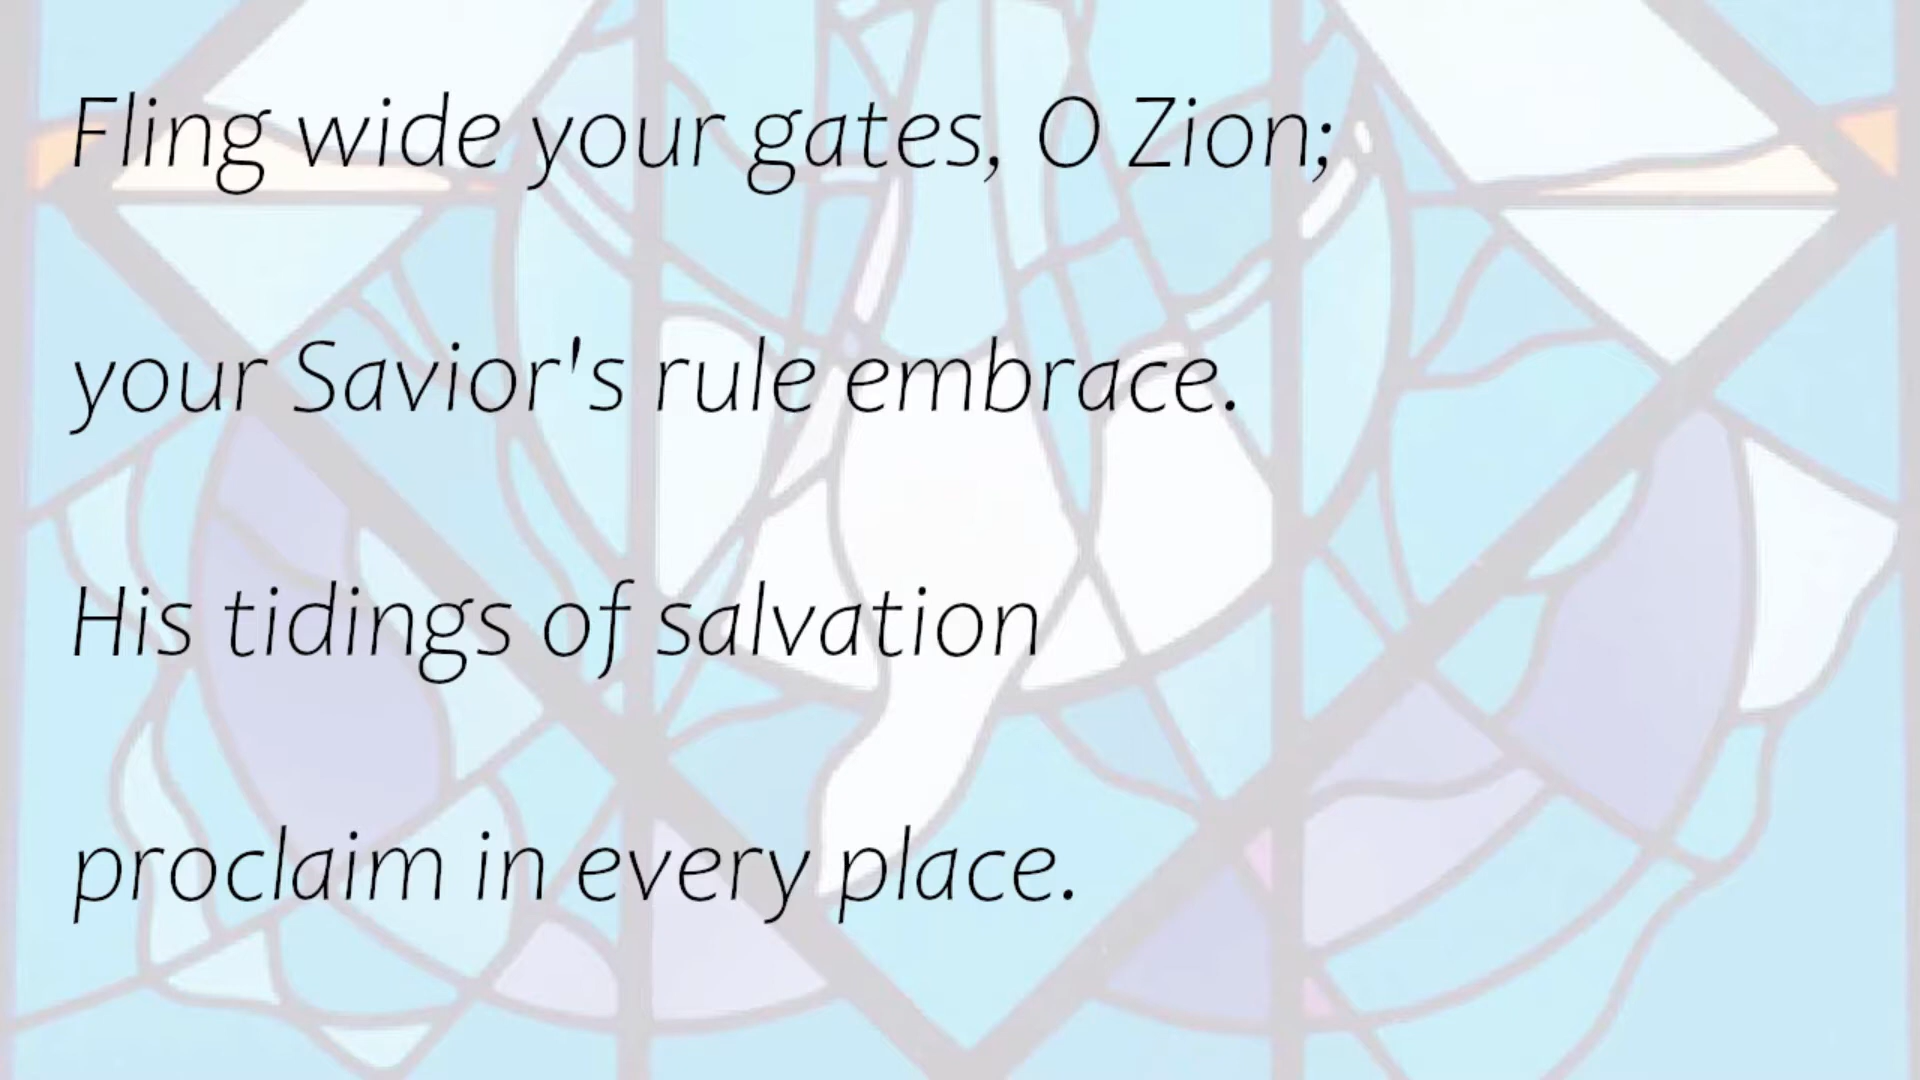 Fling wide your gates, O Zion;
your Savior's rule embrace.
His tidings of salvation
proclaim in every place.